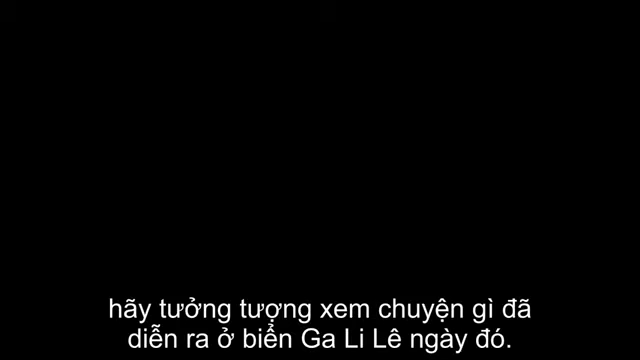 hãy tưởng tượng xem chuyện gì đã
diễn ra ở biển Ga Li Lê ngày đó.